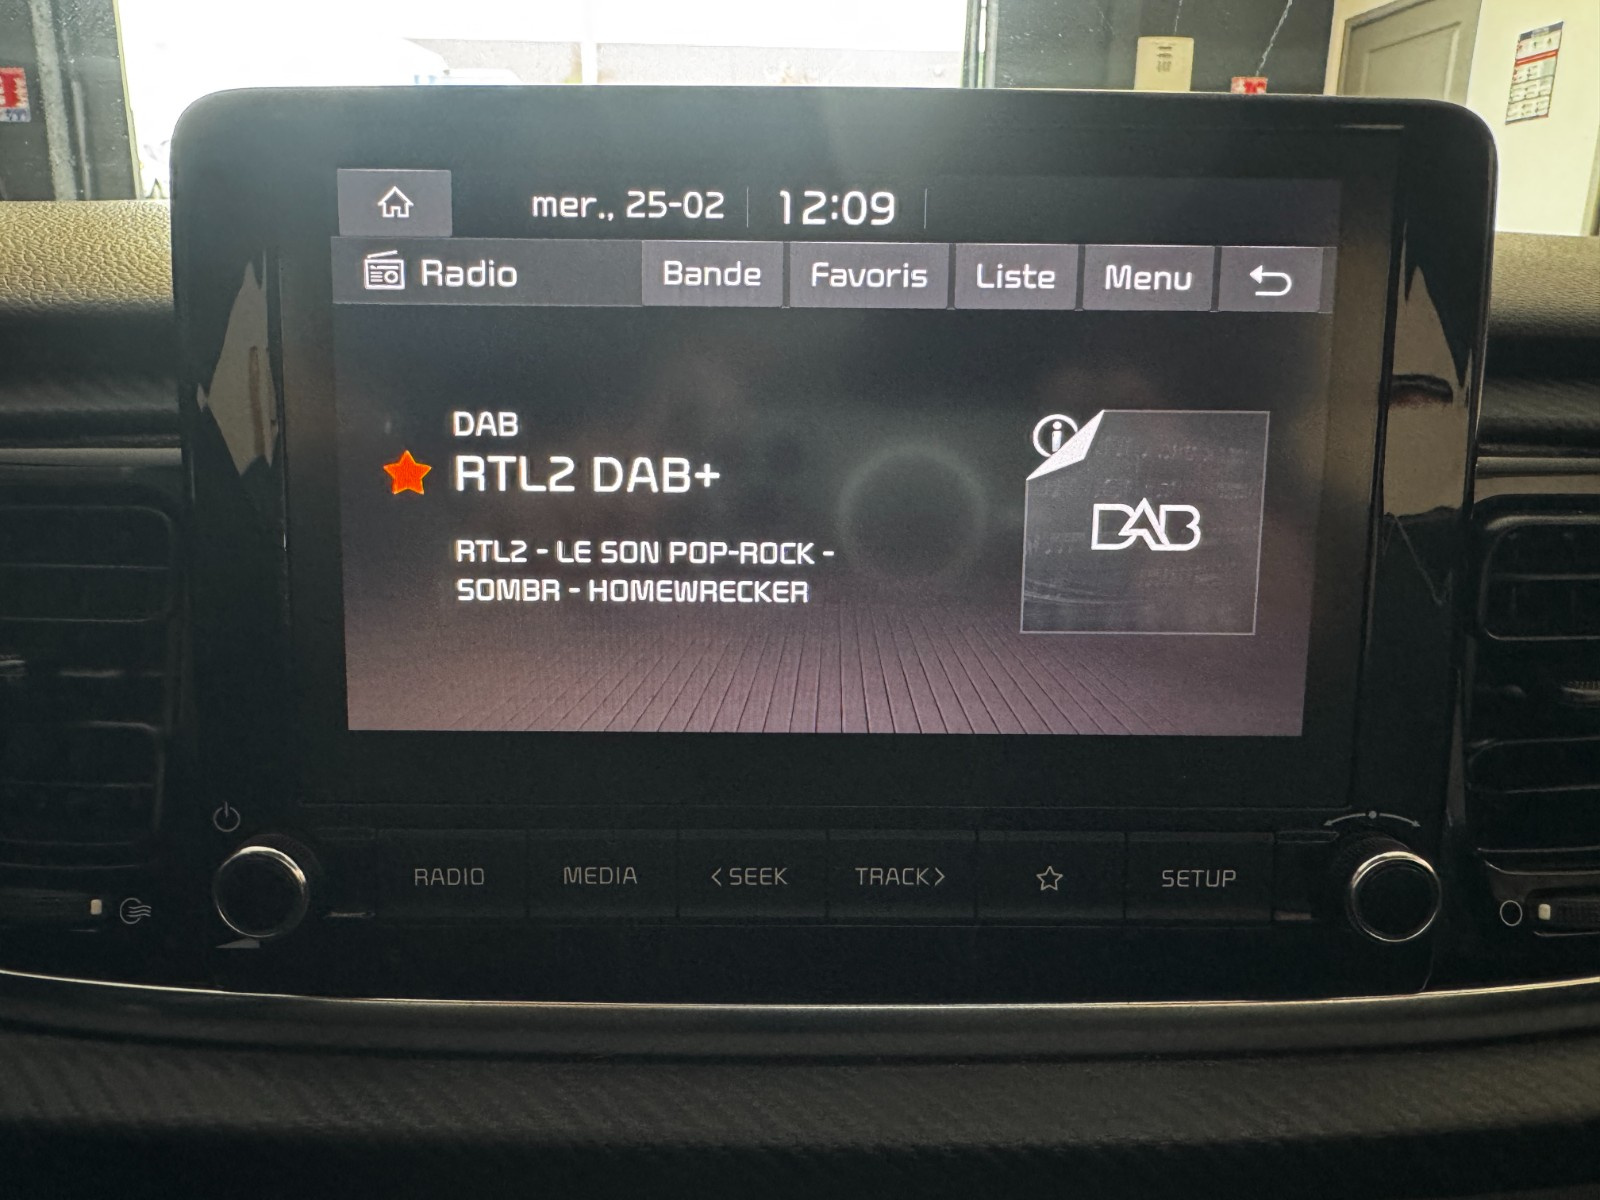 mer., 25-02 12:09
Radio Bande Favoris Liste Menu
DAB
RTL2 DAB+
RTL2 - LE SON POP-ROCK -
SOMBR - HOMEWRECKER
DAB
RADIO MEDIA <SEEK TRACK> SETUP